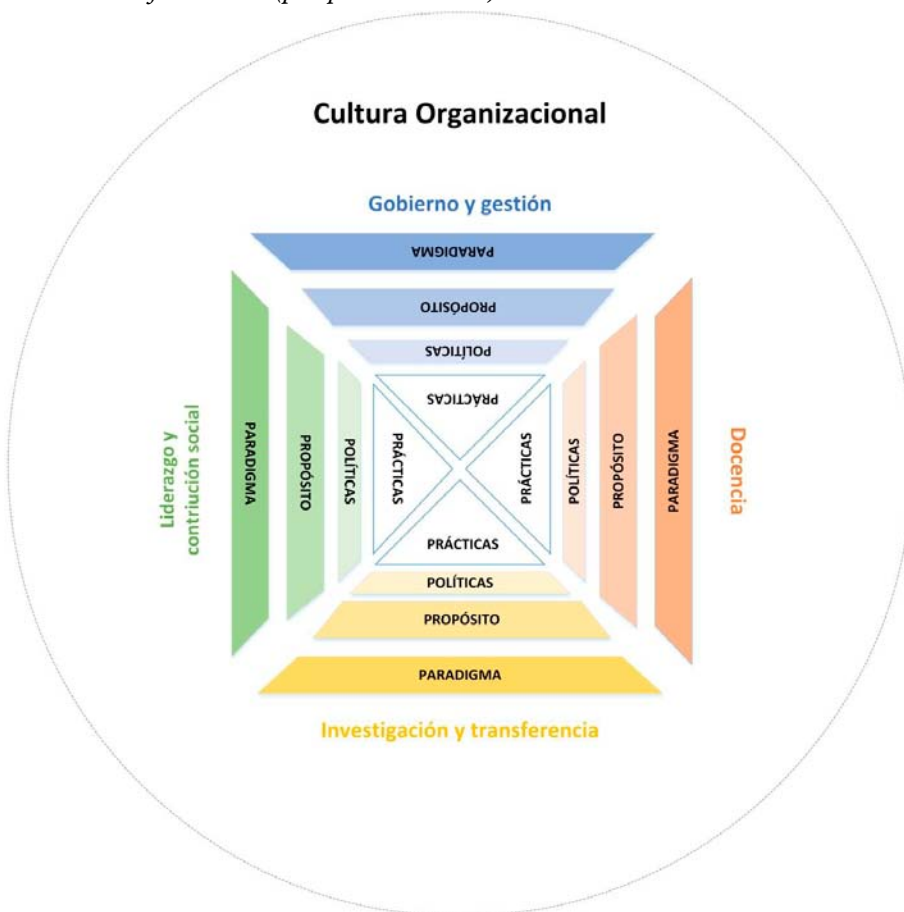 Cultura Organizacional
Gobierno y gestión
PARADIGMA
PROPÓSITO
POLÍTICAS
PRÁCTICAS
Liderazgo y
contriución social
PARADIGMA
PROPÓSITO
POLÍTICAS
PRÁCTICAS
PRÁCTICAS
POLÍTICAS
PROPÓSITO
PARADIGMA
Docencia
PRÁCTICAS
POLÍTICAS
PROPÓSITO
PARADIGMA
Investigación y transferencia